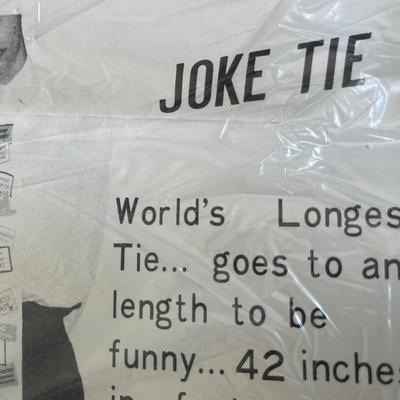 JOKE TIE
World's Longes
Tie... goes to an
length to be
funny... 42 inches